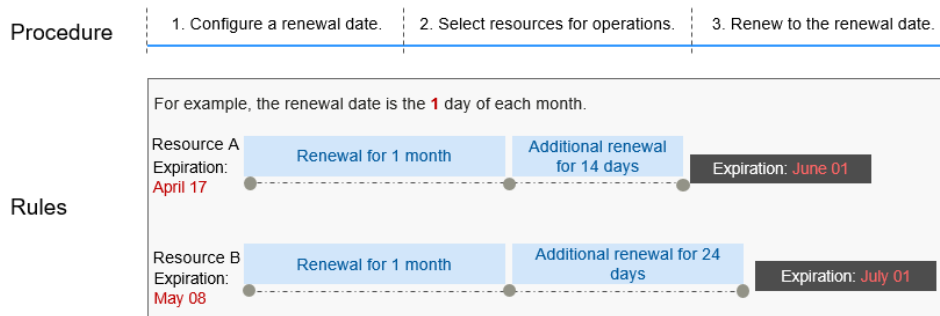 Procedure
1. Configure a renewal date.
2. Select resources for operations.
3. Renew to the renewal date.
For example, the renewal date is the 1 day of each month.
Resource A
Expiration:
April 17
Renewal for 1 month
Additional renewal
for 14 days
Expiration: June 01
Rules
Resource B
Expiration:
May 08
Renewal for 1 month
Additional renewal for 24
days
Expiration: July 01